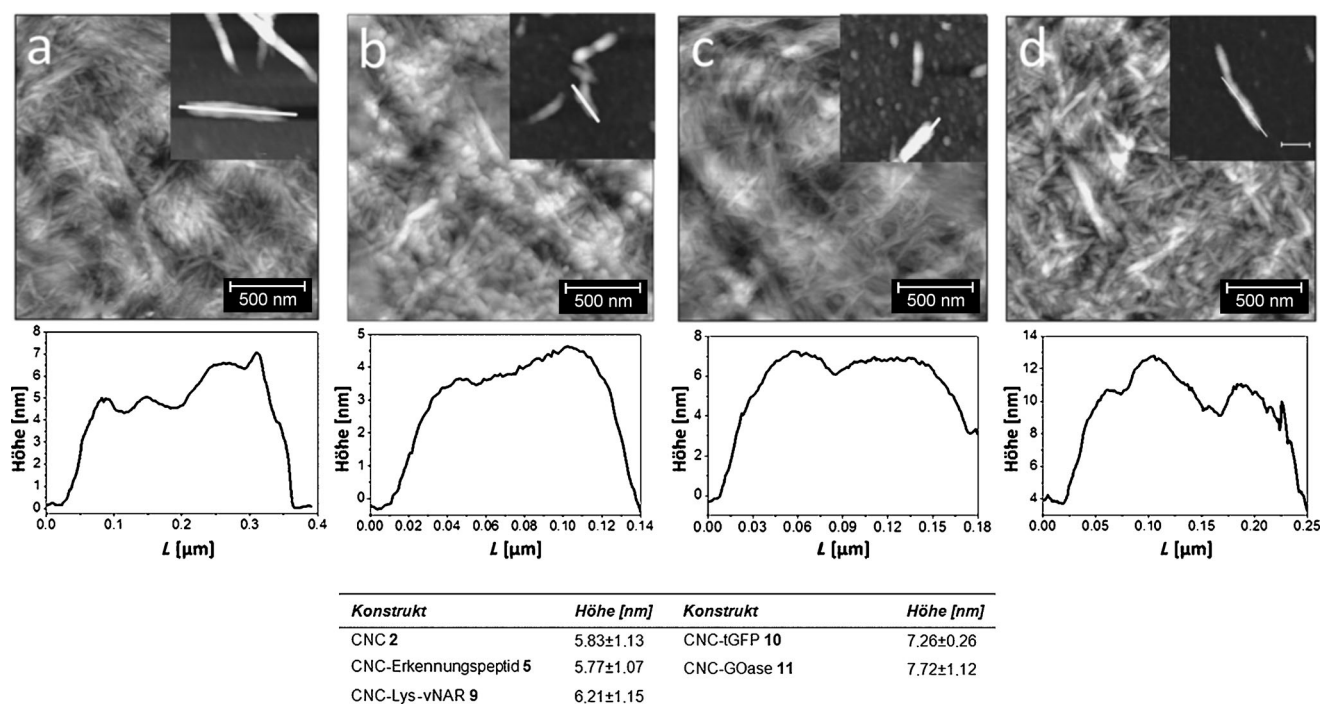 a
b
c
d
500 nm
500 nm
500 nm
500 nm
Höhe [nm]
8
7
6
5
4
3
2
1
0
0.0 0.1 0.2 0.3 0.4
L [µm]
Höhe [nm]
5
4
3
2
1
0
0.00 0.02 0.04 0.06 0.08 0.10 0.12 0.14
L [µm]
Höhe [nm]
8
6
4
2
0
0.00 0.03 0.06 0.09 0.12 0.15 0.18
L [µm]
Höhe [nm]
14
12
10
8
6
4
0.00 0.05 0.10 0.15 0.20 0.25
L [µm]
Konstrukt Höhe [nm] Konstrukt Höhe [nm]
CNC 2 5.83±1.13 CNC-tGFP 10 7.26±0.26
CNC-Erkennungspeptid 5 5.77±1.07 CNC-GOase 11 7.72±1.12
CNC-Lys-vNAR 9 6.21±1.15